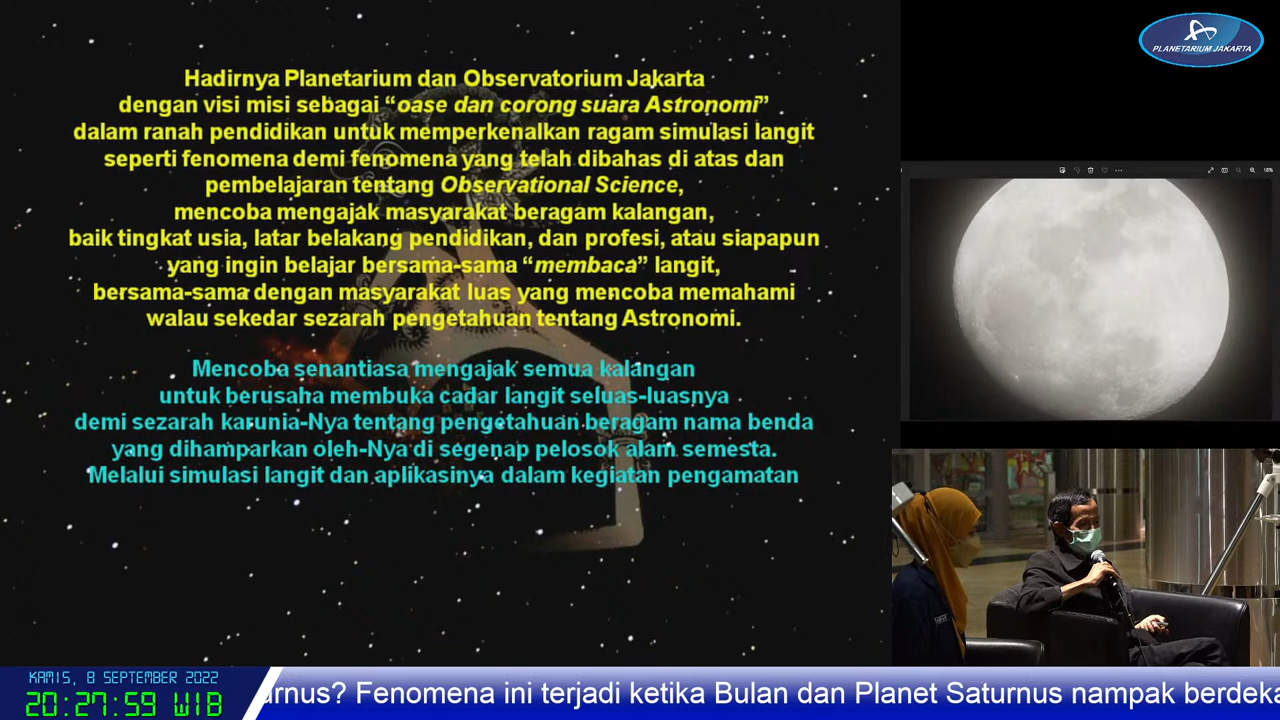 Hadirnya Planetarium dan Observatorium Jakarta
dengan visi misi sebagai “oase dan corong suara Astronomi”
dalam ranah pendidikan untuk memperkenalkan ragam simulasi langit
seperti fenomena demi fenomena yang telah dibahas di atas dan
pembelajaran tentang Observational Science,
mencoba mengajak masyarakat beragam kalangan,
baik tingkat usia, latar belakang pendidikan, dan profesi, atau siapapun
yang ingin belajar bersama-sama “membaca” langit,
bersama-sama dengan masyarakat luas yang mencoba memahami
walau sekedar sezarah pengetahuan tentang Astronomi.
Mencoba senantiasa mengajak semua kalangan
untuk berusaha membuka cadar langit seluas-luasnya
demi sezarah karunia-Nya tentang pengetahuan beragam nama benda
yang dihamparkan oleh-Nya di segenap pelosok alam semesta.
Melalui simulasi langit dan aplikasinya dalam kegiatan pengamatan
PLANETARIUM JAKARTA
18%
KAMIS, 8 SEPTEMBER 2022
20:27:59 WIB
urnus? Fenomena ini terjadi ketika Bulan dan Planet Saturnus nampak berdeka